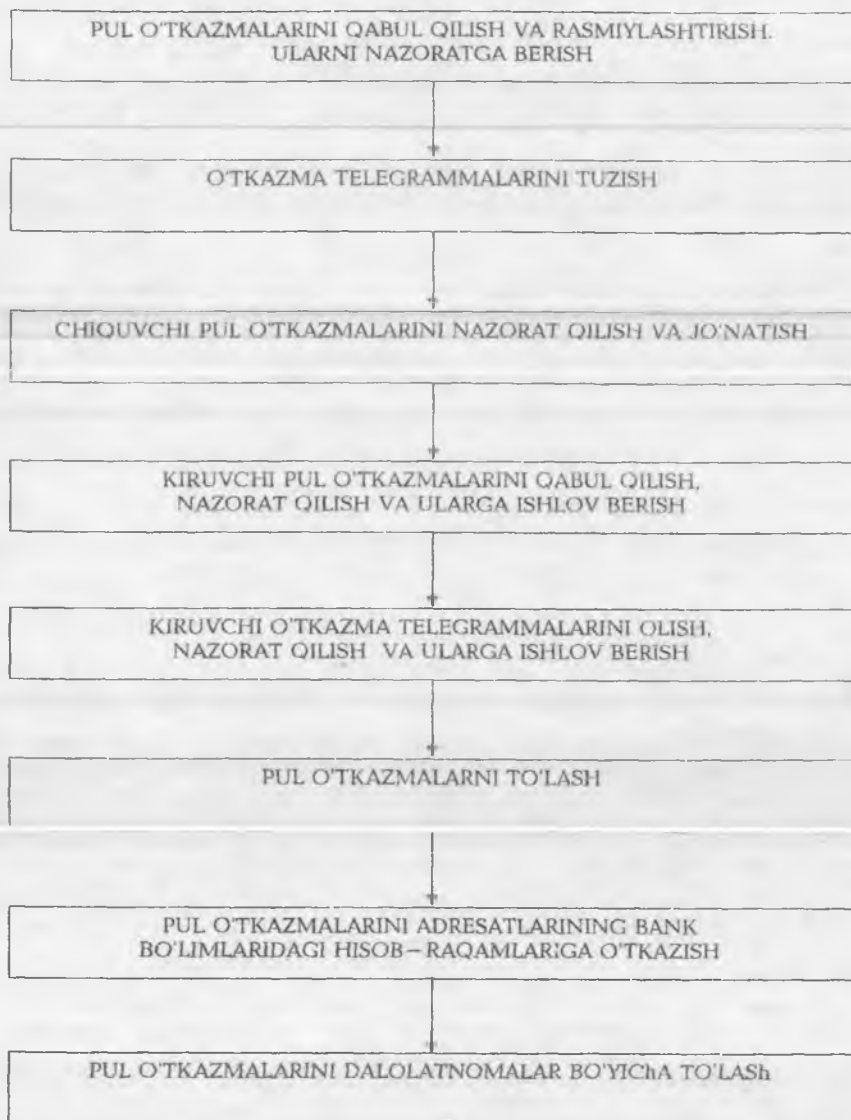 PUL O'TKAZMALARINI QABUL QILISH VA RASMIYLASHTIRISH.
ULARNI NAZORATGA BERISH
O'TKAZMA TELEGRAMMALARINI TUZISH
CHIQUVCHI PUL O'TKAZMALARINI NAZORAT QILISH VA JO'NATISH
KIRUVCHI PUL O'TKAZMALARINI QABUL QILISH,
NAZORAT QILISH VA ULARGA ISHLOV BERISH
KIRUVCHI O'TKAZMA TELEGRAMMALARINI OLISH,
NAZORAT QILISH VA ULARGA ISHLOV BERISH
PUL O'TKAZMALARNI TO'LASH
PUL O'TKAZMALARINI ADRESATLARINING BANK
BO'LIMLARIDAGI HISOB–RAQAMLARIGA O'TKAZISH
PUL O'TKAZMALARINI DALOLATNOMALAR BO'YIChA TO'LASh